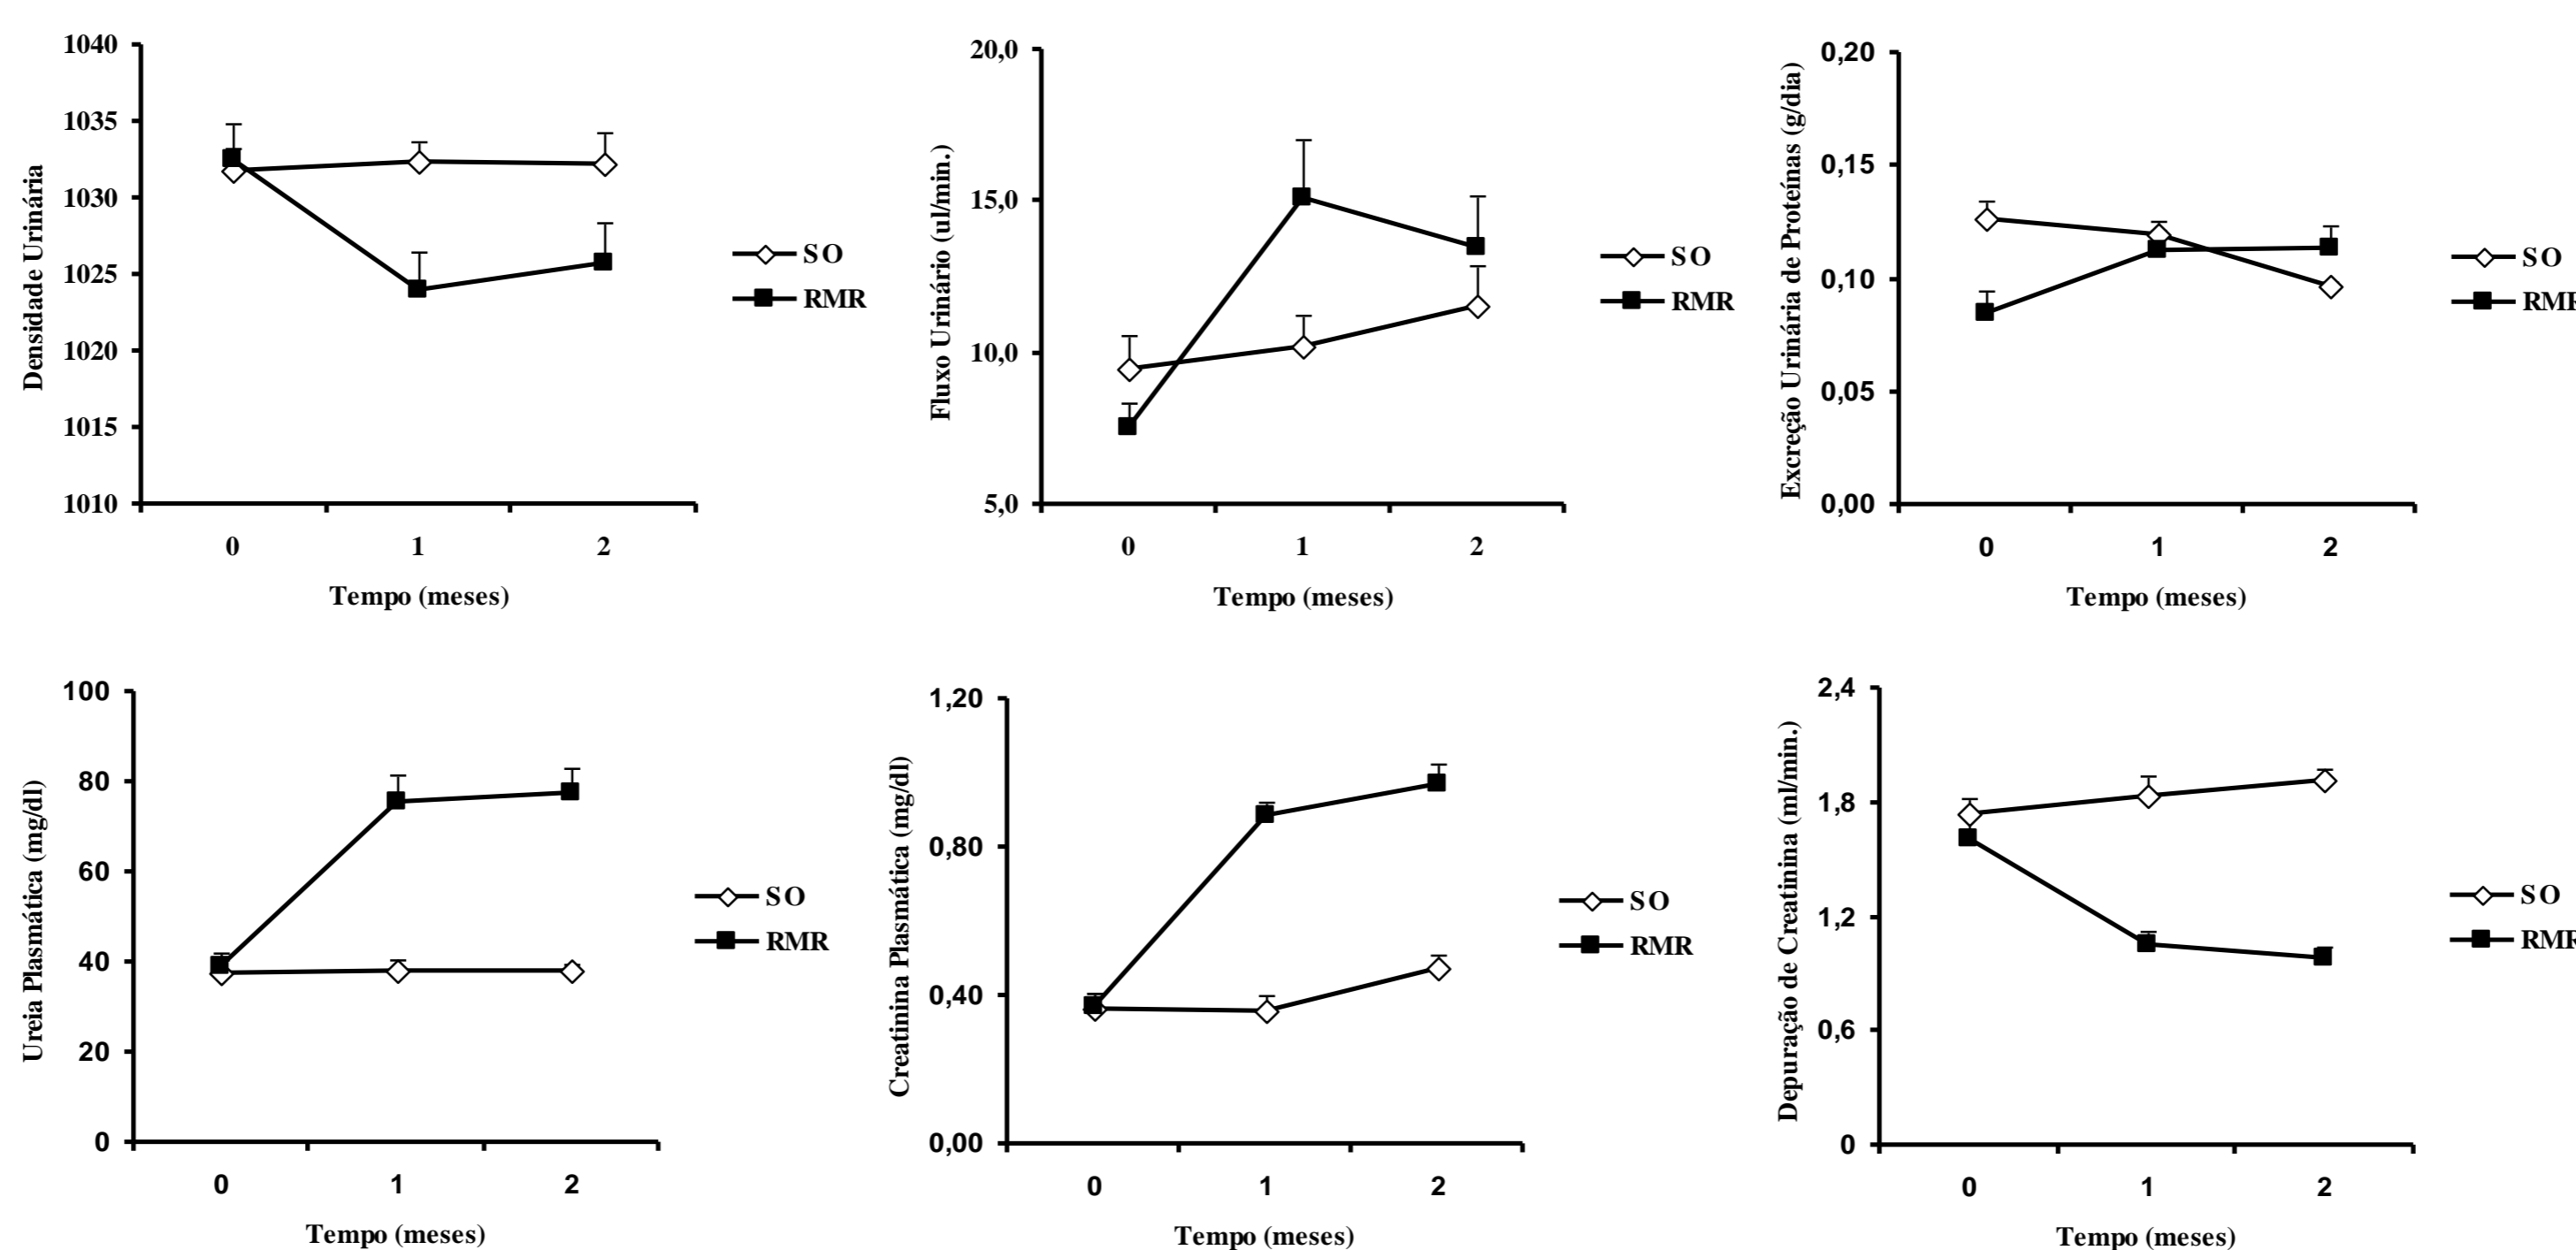 Densidade Urinária
1040
1035
1030
1025
1020
1015
1010
0 1 2
Tempo (meses)
SO
RMR
Fluxo Urinário (ul/min.)
20,0
15,0
10,0
5,0
0 1 2
Tempo (meses)
SO
RMR
Excreção Urinária de Proteínas (g/dia)
0,20
0,15
0,10
0,05
0,00
0 1 2
Tempo (meses)
SO
RMR
Ureia Plasmática (mg/dl)
100
80
60
40
20
0
0 1 2
Tempo (meses)
SO
RMR
Creatinina Plasmática (mg/dl)
1,20
0,80
0,40
0,00
0 1 2
Tempo (meses)
SO
RMR
Depuração de Creatinina (ml/min.)
2,4
1,8
1,2
0,6
0
0 1 2
Tempo (meses)
SO
RMR